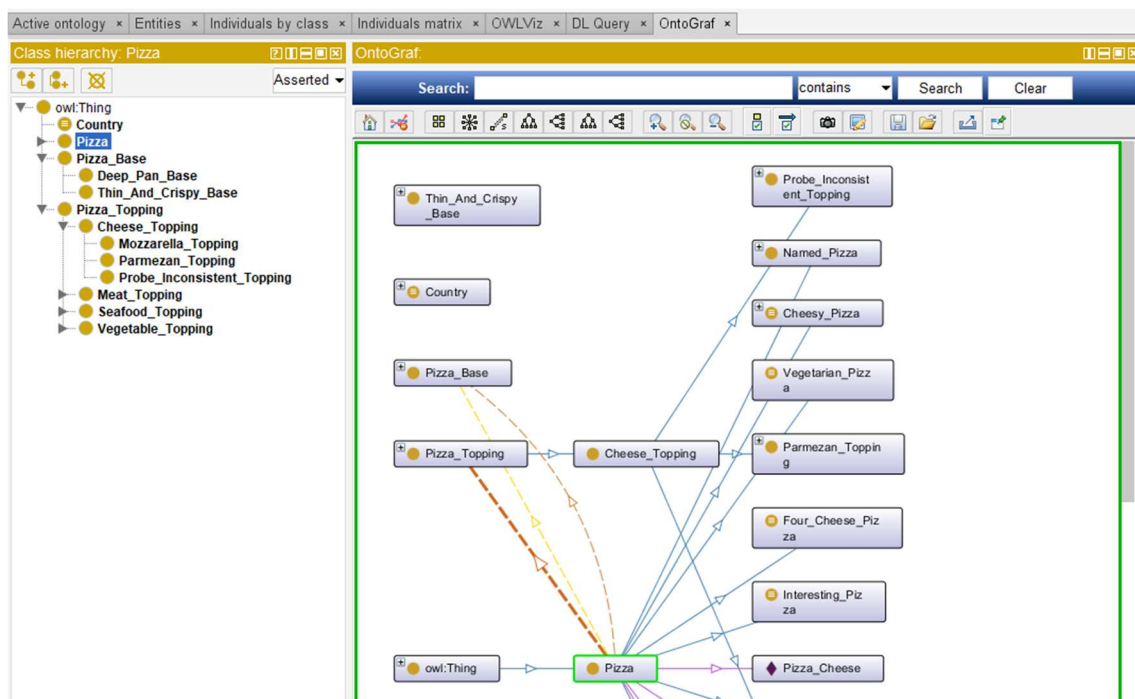 Active ontology × Entities × Individuals by class × Individuals matrix × OWLViz × DL Query × OntoGraf ×
Class hierarchy: Pizza
OntoGraf:
Asserted
Search: contains Search Clear
owl:Thing
Country
Pizza
Pizza_Base
Deep_Pan_Base
Thin_And_Crispy_Base
Pizza_Topping
Cheese_Topping
Mozzarella_Topping
Parmezan_Topping
Probe_Inconsistent_Topping
Meat_Topping
Seafood_Topping
Vegetable_Topping
Thin_And_Crispy
_Base
Country
Pizza_Base
Pizza_Topping
owl:Thing
Cheese_Topping
Pizza
Probe_Inconsist
ent_Topping
Named_Pizza
Cheesy_Pizza
Vegetarian_Pizz
a
Parmezan_Toppin
g
Four_Cheese_Piz
za
Interesting_Piz
za
Pizza_Cheese